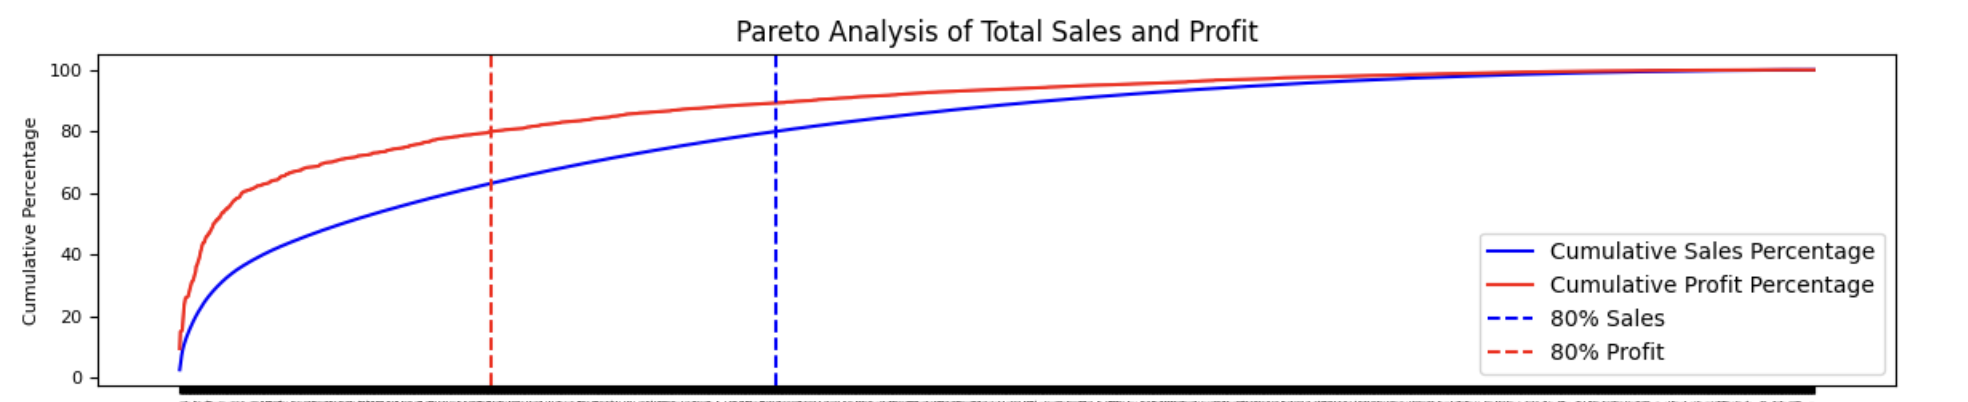 Pareto Analysis of Total Sales and Profit
Cumulative Percentage
100
80
60
40
20
0
Cumulative Sales Percentage
Cumulative Profit Percentage
80% Sales
80% Profit